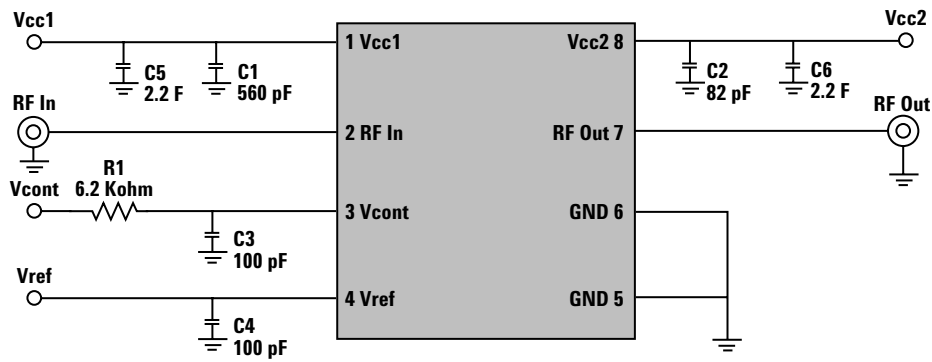 Vcc1
Vcc2
1 Vcc1
Vcc2 8
C5
2.2 F
C1
560 pF
C2
82 pF
C6
2.2 F
RF In
RF Out
2 RF In
RF Out 7
R1
6.2 Kohm
Vcont
3 Vcont
GND 6
C3
100 pF
Vref
4 Vref
GND 5
C4
100 pF